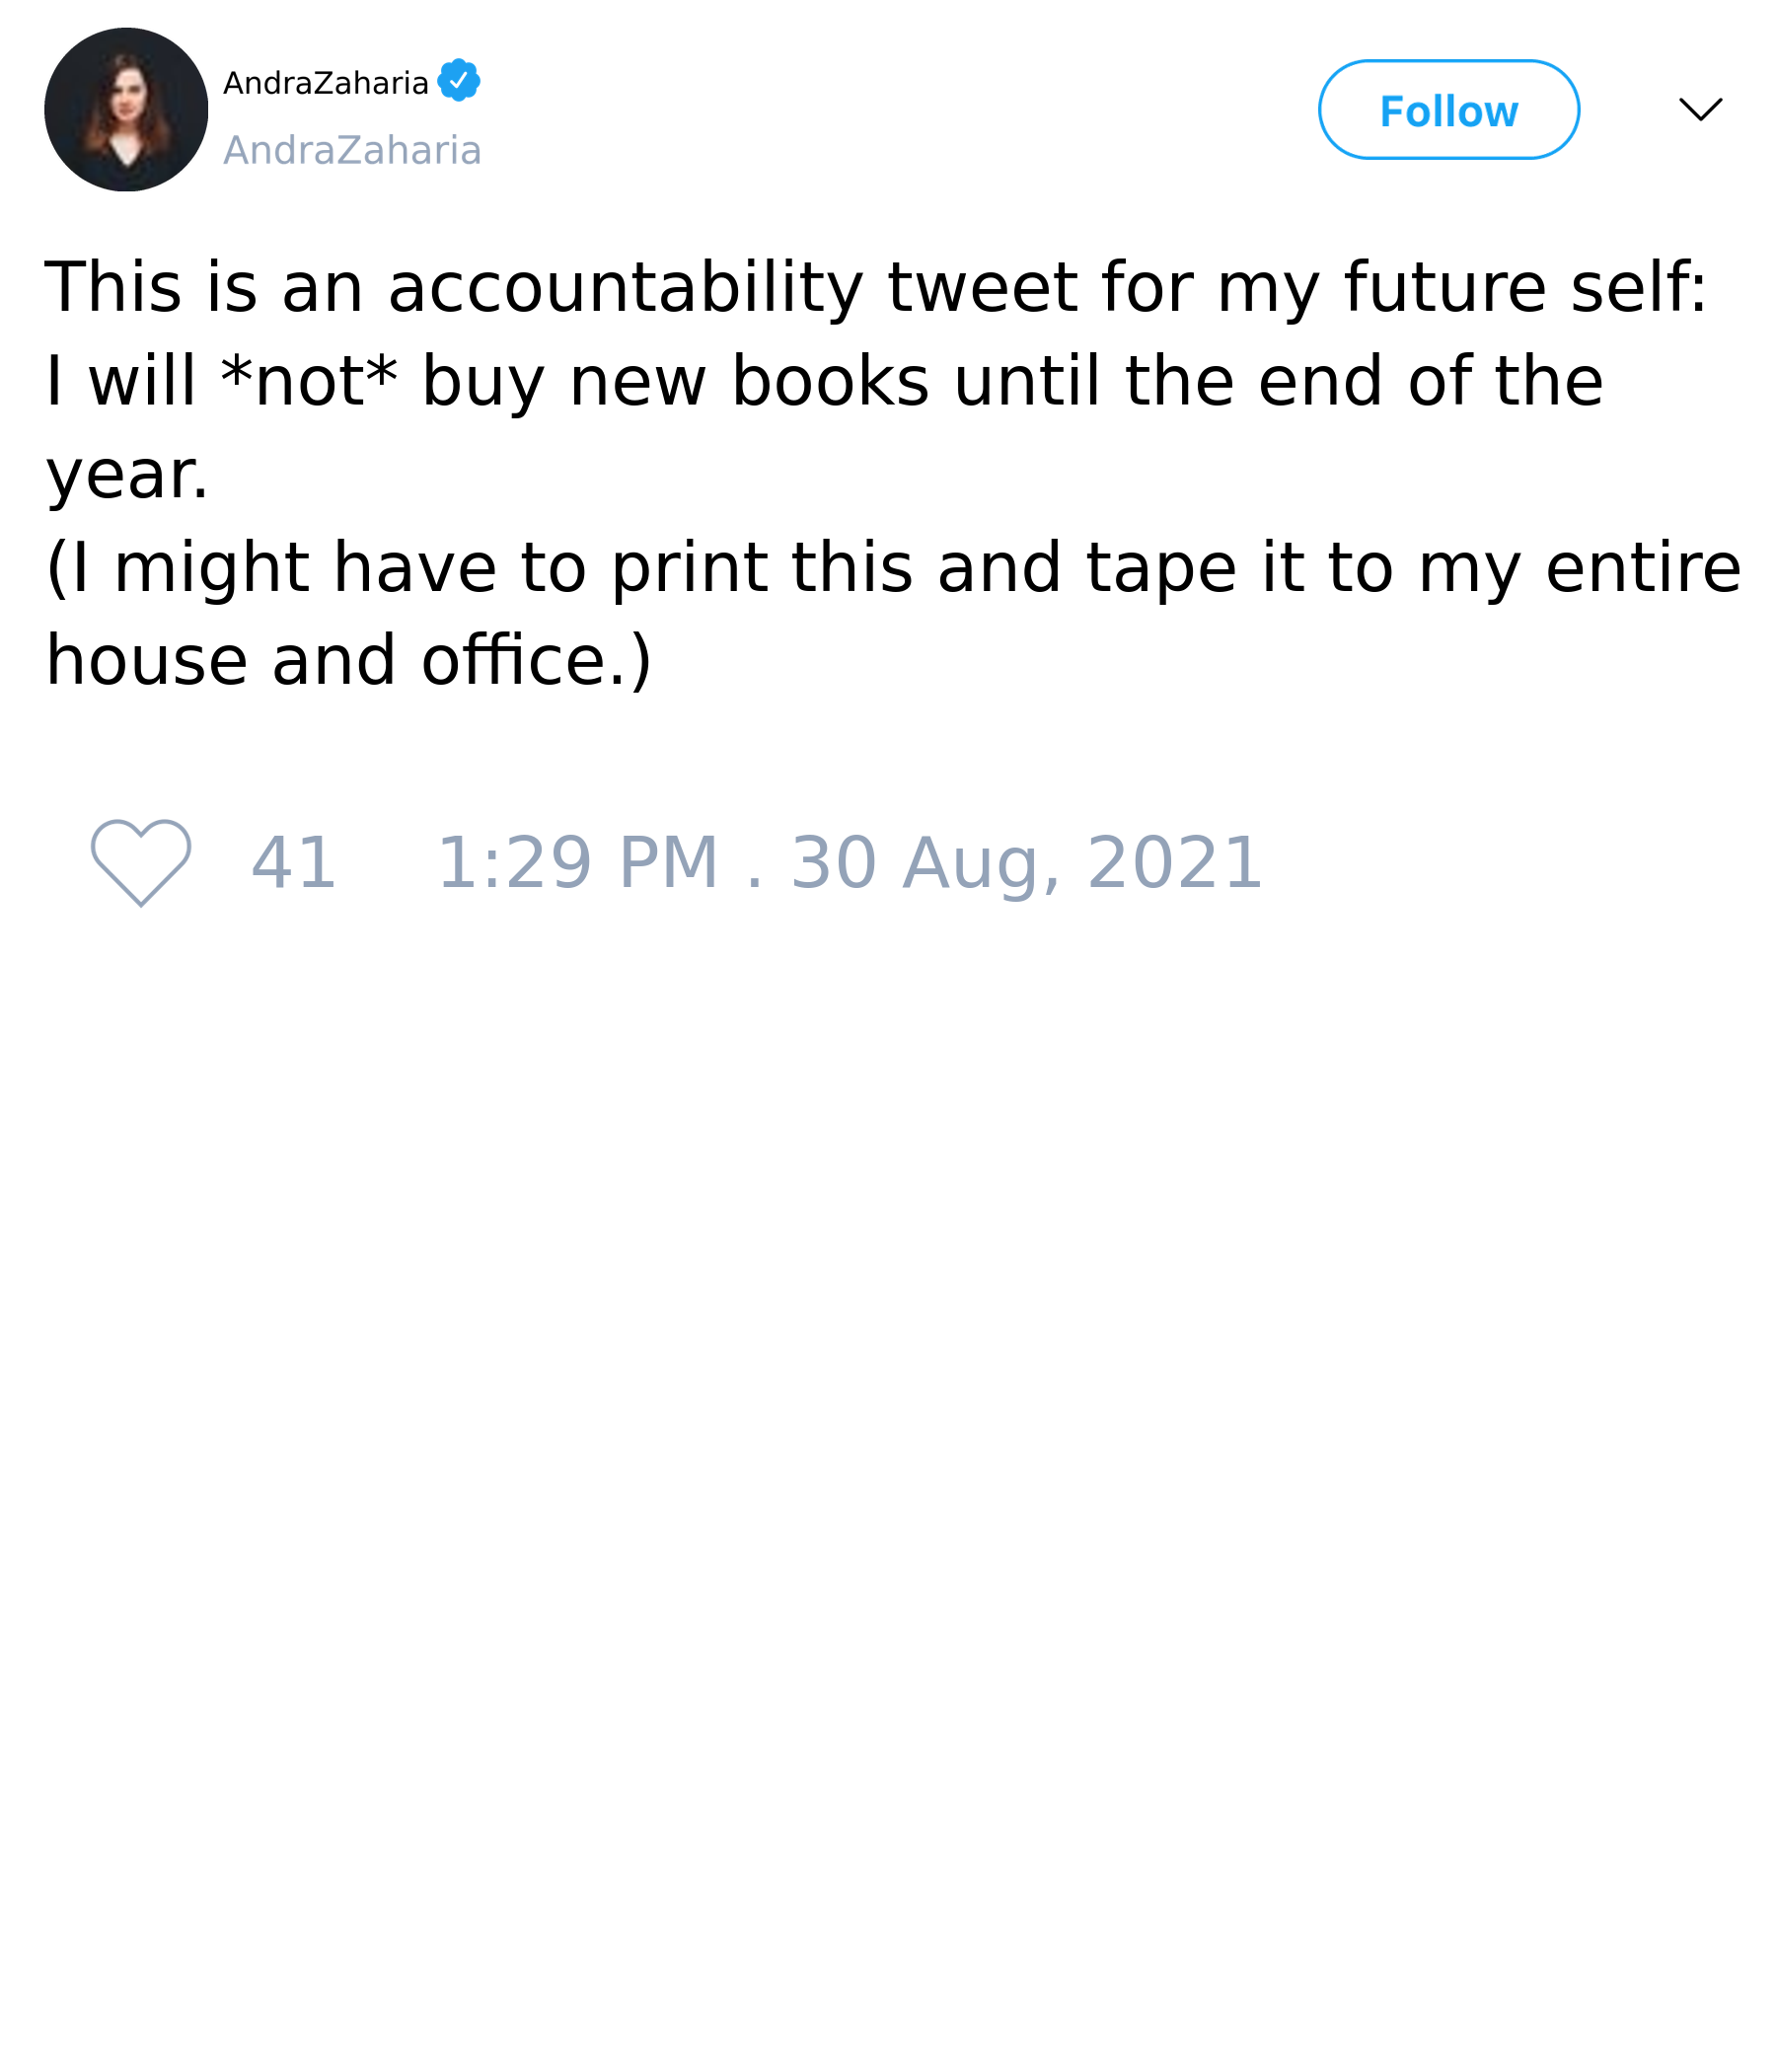 AndraZaharia
AndraZaharia
Follow
This is an accountability tweet for my future self:
I will *not* buy new books until the end of the
year.
(I might have to print this and tape it to my entire
house and office.)
41 1:29 PM . 30 Aug, 2021